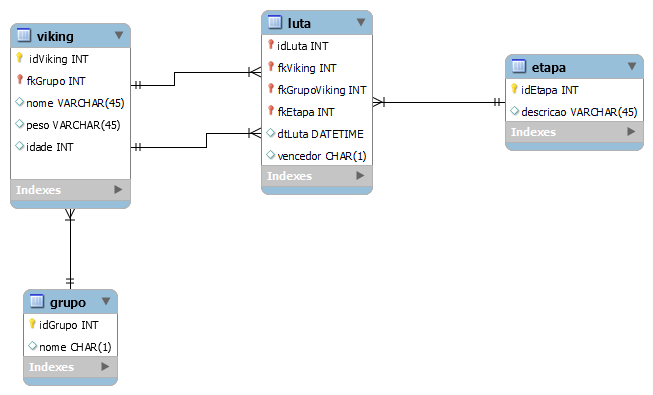 viking
idViking INT
fkGrupo INT
nome VARCHAR(45)
peso VARCHAR(45)
idade INT
Indexes
luta
idLuta INT
fkViking INT
fkGrupoViking INT
fkEtapa INT
dtLuta DATETIME
vencedor CHAR(1)
Indexes
etapa
idEtapa INT
descricao VARCHAR(45)
Indexes
grupo
idGrupo INT
nome CHAR(1)
Indexes